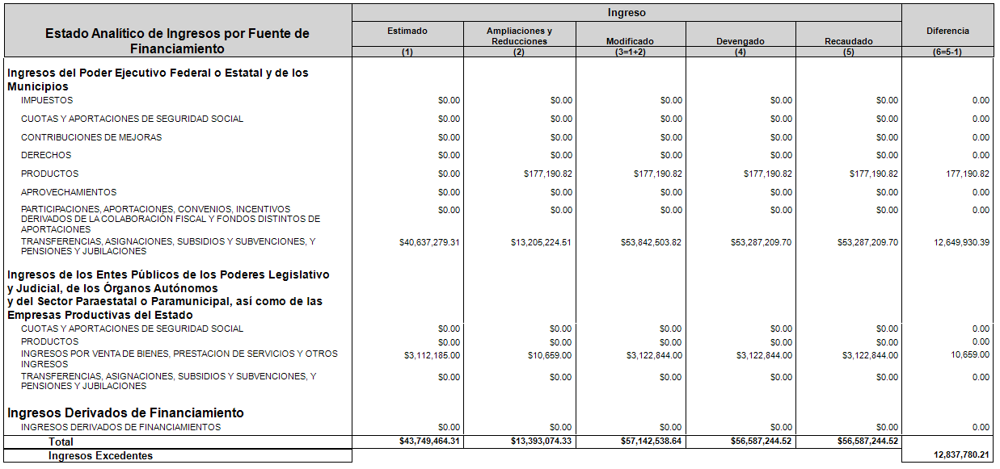 Estado Analítico de Ingresos por Fuente de
Financiamiento
Ingreso
Estimado
Ampliaciones y
Reducciones
Modificado
Devengado
Recaudado
Diferencia
(1) (2) (3=1+2) (4) (5) (6=5-1)
Ingresos del Poder Ejecutivo Federal o Estatal y de los
Municipios
IMPUESTOS $0.00 $0.00 $0.00 $0.00 $0.00 0.00
CUOTAS Y APORTACIONES DE SEGURIDAD SOCIAL $0.00 $0.00 $0.00 $0.00 $0.00 0.00
CONTRIBUCIONES DE MEJORAS $0.00 $0.00 $0.00 $0.00 $0.00 0.00
DERECHOS $0.00 $0.00 $0.00 $0.00 $0.00 0.00
PRODUCTOS $0.00 $177,190.82 $177,190.82 $177,190.82 $177,190.82 177,190.82
APROVECHAMIENTOS $0.00 $0.00 $0.00 $0.00 $0.00 0.00
PARTICIPACIONES, APORTACIONES, CONVENIOS, INCENTIVOS $0.00 $0.00 $0.00 $0.00 $0.00 0.00
DERIVADOS DE LA COLABORACIÓN FISCAL Y FONDOS DISTINTOS DE
APORTACIONES
TRANSFERENCIAS, ASIGNACIONES, SUBSIDIOS Y SUBVENCIONES, Y $40,637,279.31 $13,205,224.51 $53,842,503.82 $53,287,209.70 $53,287,209.70 12,649,930.39
PENSIONES Y JUBILACIONES
Ingresos de los Entes Públicos de los Poderes Legislativo
y Judicial, de los Órganos Autónomos
y del Sector Paraestatal o Paramunicipal, así como de las
Empresas Productivas del Estado
CUOTAS Y APORTACIONES DE SEGURIDAD SOCIAL $0.00 $0.00 $0.00 $0.00 $0.00 0.00
PRODUCTOS $0.00 $0.00 $0.00 $0.00 $0.00 0.00
INGRESOS POR VENTA DE BIENES, PRESTACION DE SERVICIOS Y OTROS $3,112,185.00 $10,659.00 $3,122,844.00 $3,122,844.00 $3,122,844.00 10,659.00
INGRESOS
TRANSFERENCIAS, ASIGNACIONES, SUBSIDIOS Y SUBVENCIONES, Y $0.00 $0.00 $0.00 $0.00 $0.00 0.00
PENSIONES Y JUBILACIONES
Ingresos Derivados de Financiamiento
INGRESOS DERIVADOS DE FINANCIAMIENTOS $0.00 $0.00 $0.00 $0.00 $0.00 0.00
Total $43,749,464.31 $13,393,074.33 $57,142,538.64 $56,587,244.52 $56,587,244.52
Ingresos Excedentes 12,837,780.21